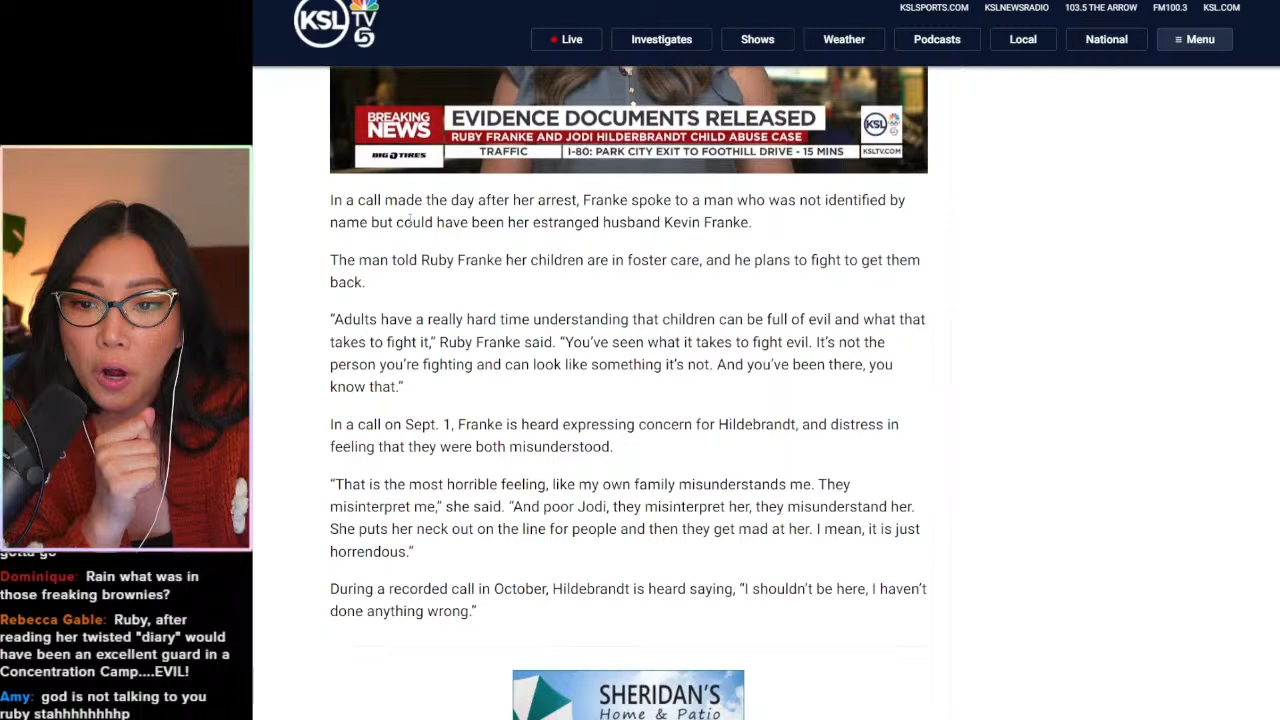 KSL TV 5
KSLSPORTS.COM KSLNEWSRADIO 103.5 THE ARROW FM100.3 KSL.COM
Live Investigates Shows Weather Podcasts Local National ≡ Menu
BREAKING NEWS
EVIDENCE DOCUMENTS RELEASED
RUBY FRANKE AND JODI HILDERBRANDT CHILD ABUSE CASE
KSL
BIG O TIRES TRAFFIC I-80: PARK CITY EXIT TO FOOTHILL DRIVE - 15 MINS KSLTV.COM
In a call made the day after her arrest, Franke spoke to a man who was not identified by
name but could have been her estranged husband Kevin Franke.
The man told Ruby Franke her children are in foster care, and he plans to fight to get them
back.
“Adults have a really hard time understanding that children can be full of evil and what that
takes to fight it,” Ruby Franke said. “You’ve seen what it takes to fight evil. It’s not the
person you’re fighting and can look like something it’s not. And you’ve been there, you
know that.”
In a call on Sept. 1, Franke is heard expressing concern for Hildebrandt, and distress in
feeling that they were both misunderstood.
“That is the most horrible feeling, like my own family misunderstands me. They
misinterpret me,” she said. “And poor Jodi, they misinterpret her, they misunderstand her.
She puts her neck out on the line for people and then they get mad at her. I mean, it is just
horrendous.”
During a recorded call in October, Hildebrandt is heard saying, “I shouldn’t be here, I haven’t
done anything wrong.”
SHERIDAN'S
Home & Patio
gotta go
Dominique: Rain what was in
those freaking brownies?
Rebecca Gable: Ruby, after
reading her twisted "diary" would
have been an excellent guard in a
Concentration Camp....EVIL!
Amy: god is not talking to you
ruby stahhhhhhhhp